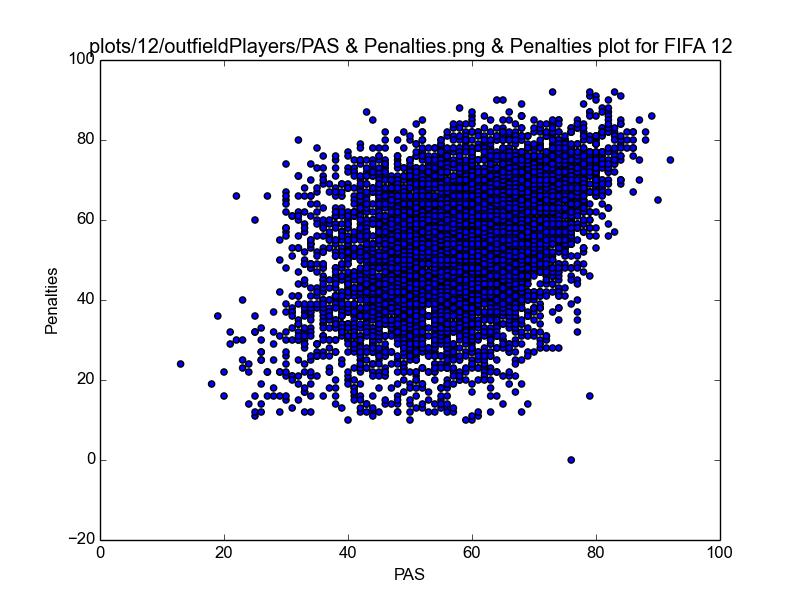 plots/12/outfieldPlayers/PAS & Penalties.png & Penalties plot for FIFA 12
100
80
60
40
20
0
−20
Penalties
0 20 40 60 80 100
PAS